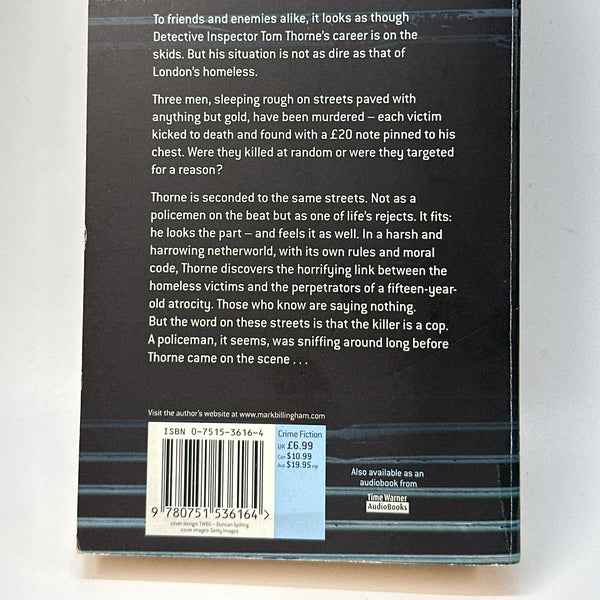 To friends and enemies alike, it looks as though
Detective Inspector Tom Thorne's career is on the
skids. But his situation is not as dire as that of
London's homeless.
Three men, sleeping rough on streets paved with
anything but gold, have been murdered – each victim
kicked to death and found with a £20 note pinned to his
chest. Were they killed at random or were they targeted
for a reason?
Thorne is seconded to the same streets. Not as a
policemen on the beat but as one of life's rejects. It fits:
he looks the part – and feels it as well. In a harsh and
harrowing netherworld, with its own rules and moral
code, Thorne discovers the horrifying link between the
homeless victims and the perpetrators of a fifteen-year-
old atrocity. Those who know are saying nothing.
But the word on these streets is that the killer is a cop.
A policeman, it seems, was sniffing around long before
Thorne came on the scene . . .
Visit the author's website at www.markbillingham.com
ISBN 0-7515-3616-4
9 780751 536164 >
cover design: TWBG – Duncan Spilling
cover images: Getty Images
Crime Fiction
UK £6.99
Can $10.99
Aus $19.95 rrp
Also available as an
audiobook from
Time Warner
AudioBooks